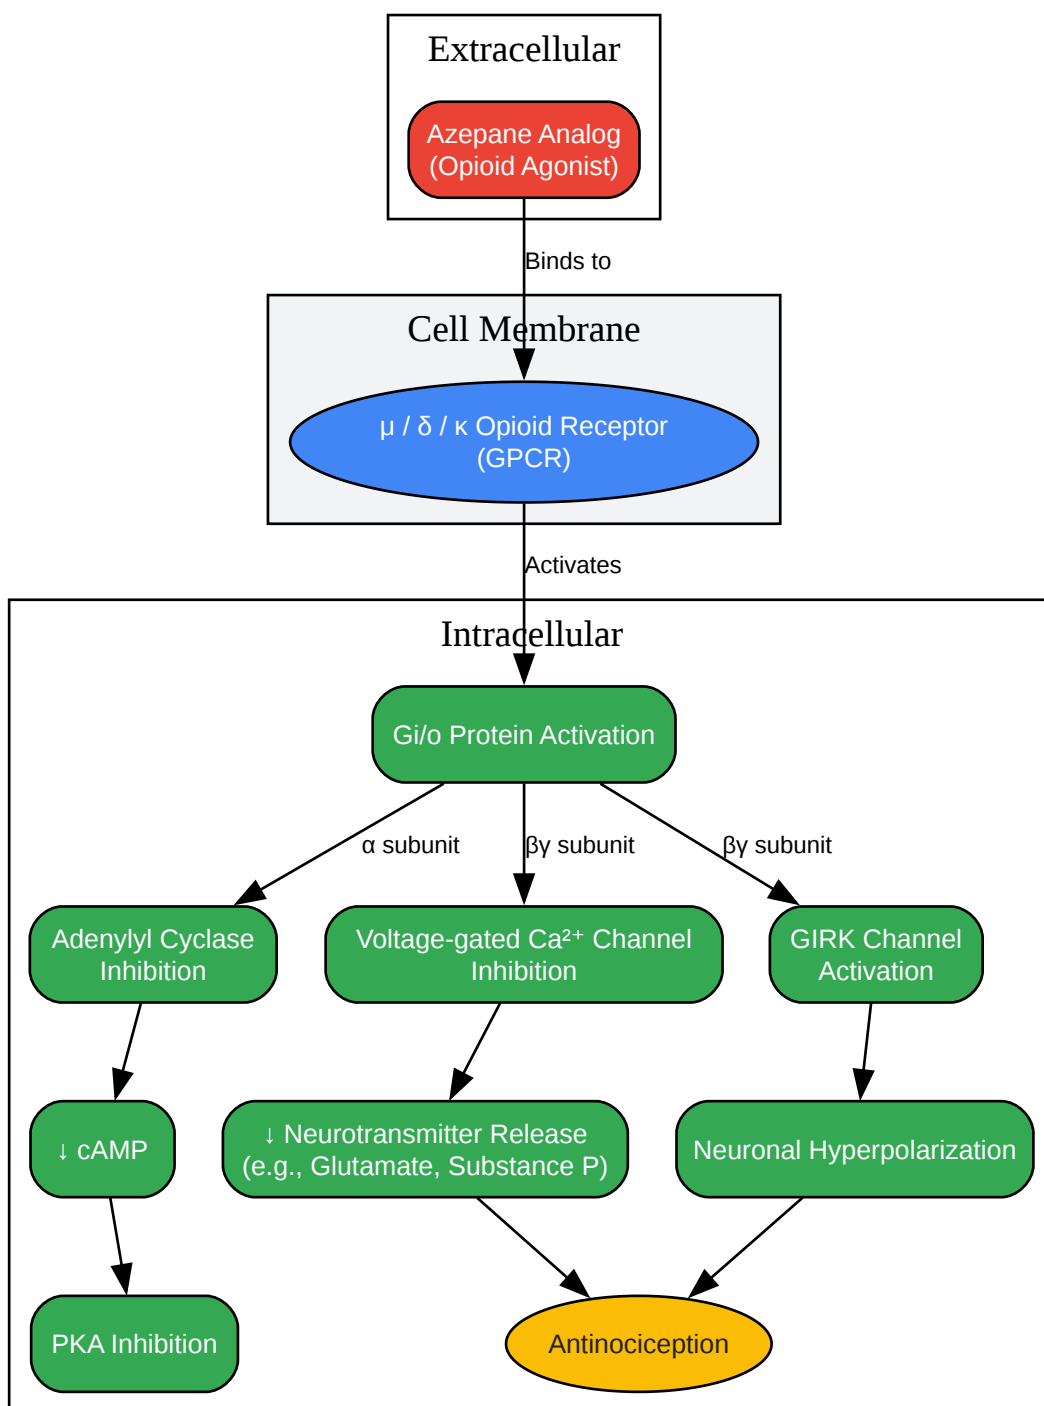 Extracellular
Azepane Analog
(Opioid Agonist)
Binds to
Cell Membrane
μ / δ / κ Opioid Receptor
(GPCR)
Activates
Intracellular
Gi/o Protein Activation
α subunit
βγ subunit
βγ subunit
Adenylyl Cyclase
Inhibition
Voltage-gated Ca²⁺ Channel
Inhibition
GIRK Channel
Activation
↓ cAMP
↓ Neurotransmitter Release
(e.g., Glutamate, Substance P)
Neuronal Hyperpolarization
PKA Inhibition
Antinociception